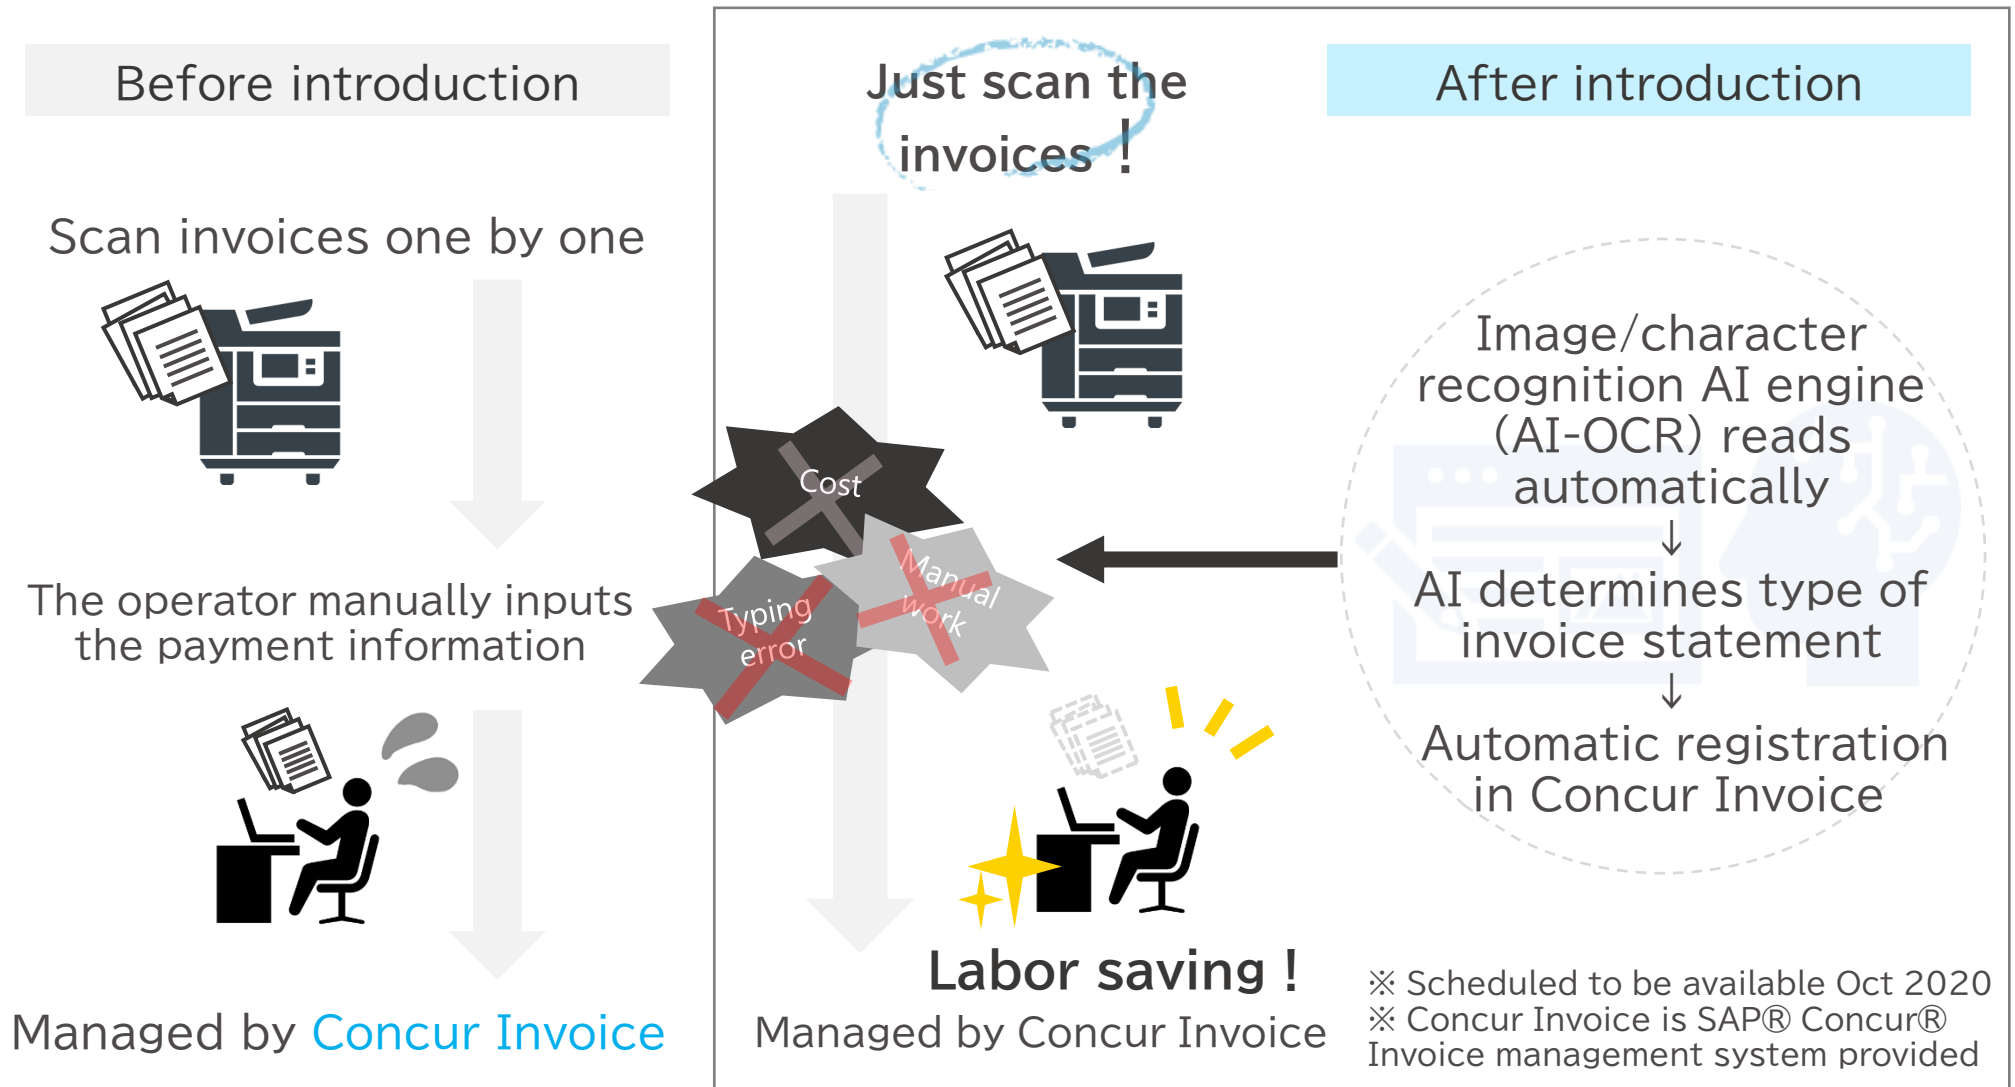 Before introduction
Scan invoices one by one
The operator manually inputs
the payment information
Managed by Concur Invoice
Just scan the
invoices！
After introduction
Cost
Manual
work
Typing
error
Image/character
recognition AI engine
(AI-OCR) reads
automatically
↓
AI determines type of
invoice statement
↓
Automatic registration
in Concur Invoice
Labor saving！
Managed by Concur Invoice
※ Scheduled to be available Oct 2020
※ Concur Invoice is SAP® Concur®
Invoice management system provided